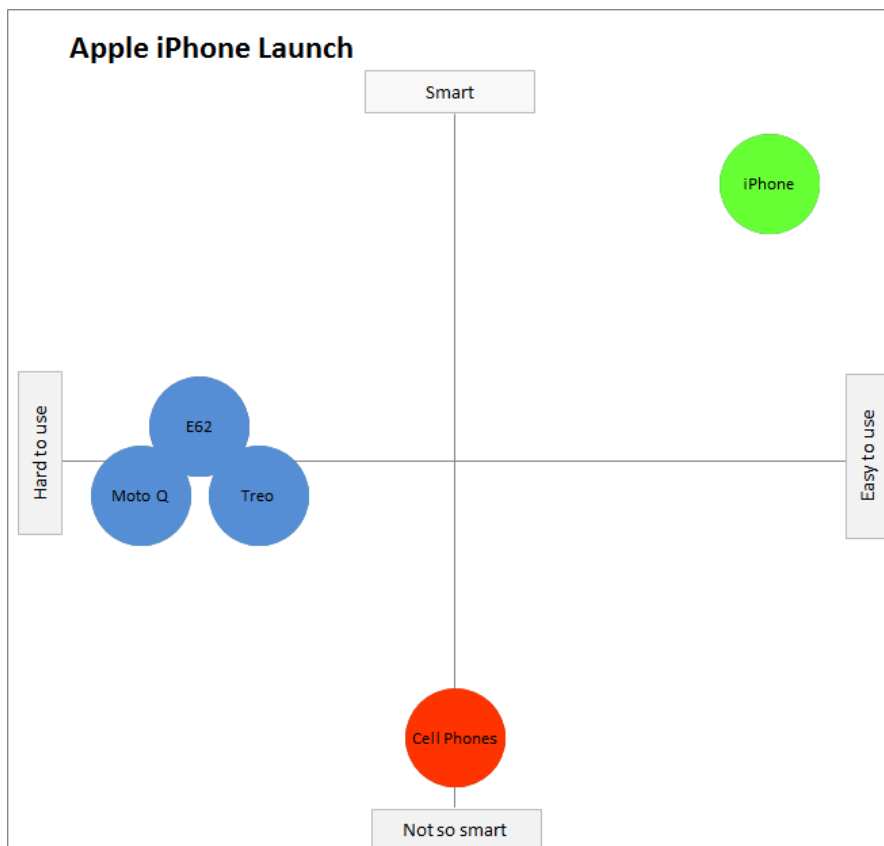 Apple iPhone Launch
Smart
iPhone
Hard to use
E62
Moto Q
Treo
Easy to use
Cell Phones
Not so smart